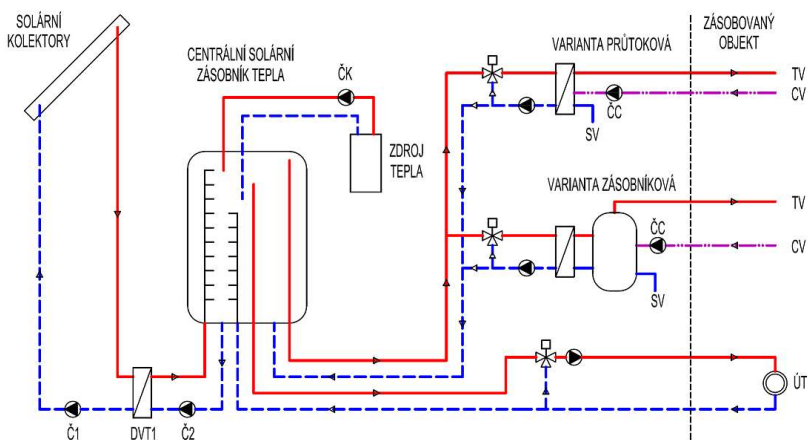 SOLÁRNÍ
KOLEKTORY
CENTRÁLNÍ SOLÁRNÍ
ZÁSOBNÍK TEPLA
ČK
ZDROJ
TEPLA
VARIANTA PRŮTOKOVÁ
ZÁSOBOVANÝ
OBJEKT
TV
CV
ČC
SV
VARIANTA ZÁSOBNÍKOVÁ
TV
ČC
CV
SV
ÚT
Č1
DVT1
Č2